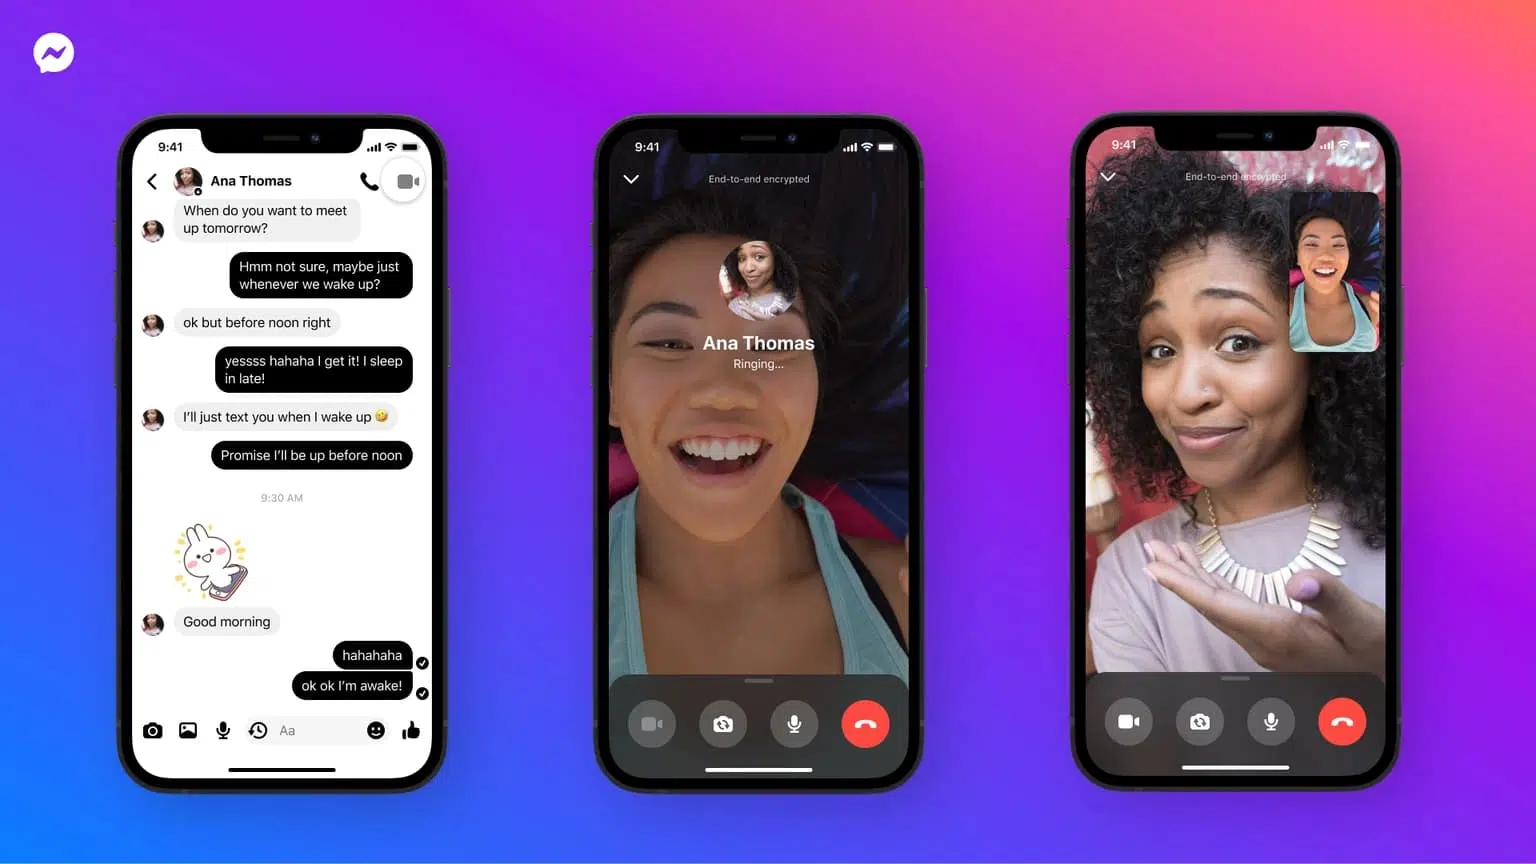 9:41
Ana Thomas
When do you want to meet
up tomorrow?
Hmm not sure, maybe just
whenever we wake up?
ok but before noon right
yessss hahaha I get it! I sleep
in late!
I'll just text you when I wake up 🤣
Promise I'll be up before noon
9:30 AM
Good morning
hahahaha
ok ok I'm awake!
Aa
9:41
End-to-end encrypted
Ana Thomas
Ringing...
9:41
End-to-end encrypted